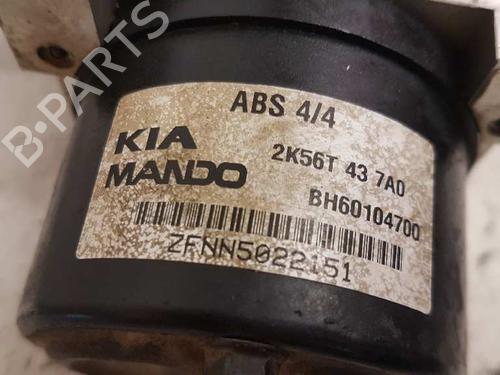 ABS 4/4
KIA 2K56T 43 7A0
MANDO BH60104700
ZFNN5022151
B-PARTS